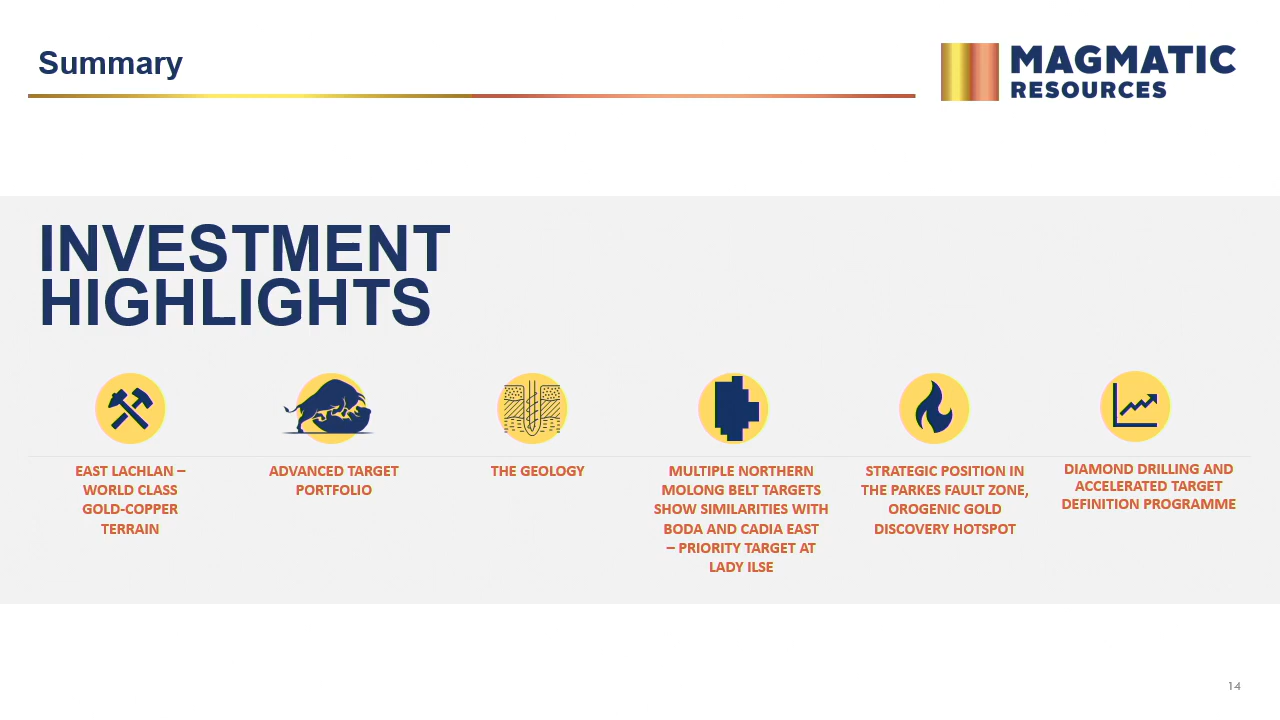 Summary
MAGMATIC
RESOURCES
INVESTMENT
HIGHLIGHTS
EAST LACHLAN –
WORLD CLASS
GOLD-COPPER
TERRAIN
ADVANCED TARGET
PORTFOLIO
THE GEOLOGY
MULTIPLE NORTHERN
MOLONG BELT TARGETS
SHOW SIMILARITIES WITH
BODA AND CADIA EAST
– PRIORITY TARGET AT
LADY ILSE
STRATEGIC POSITION IN
THE PARKES FAULT ZONE,
OROGENIC GOLD
DISCOVERY HOTSPOT
DIAMOND DRILLING AND
ACCELERATED TARGET
DEFINITION PROGRAMME
14